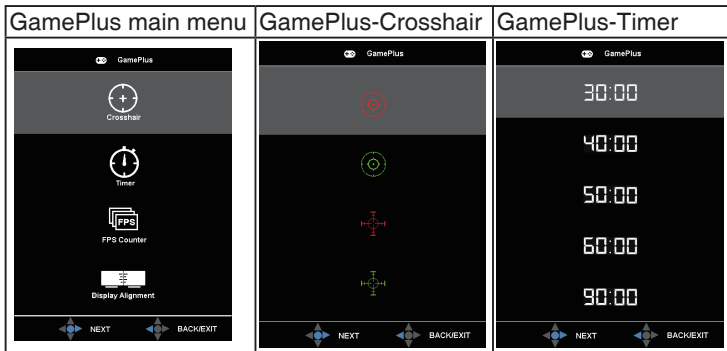 GamePlus main menu GamePlus-Crosshair GamePlus-Timer
GamePlus
Crosshair
Timer
FPS
FPS Counter
Display Alignment
NEXT BACK/EXIT
GamePlus
NEXT BACK/EXIT
GamePlus
30:00
40:00
50:00
60:00
90:00
NEXT BACK/EXIT